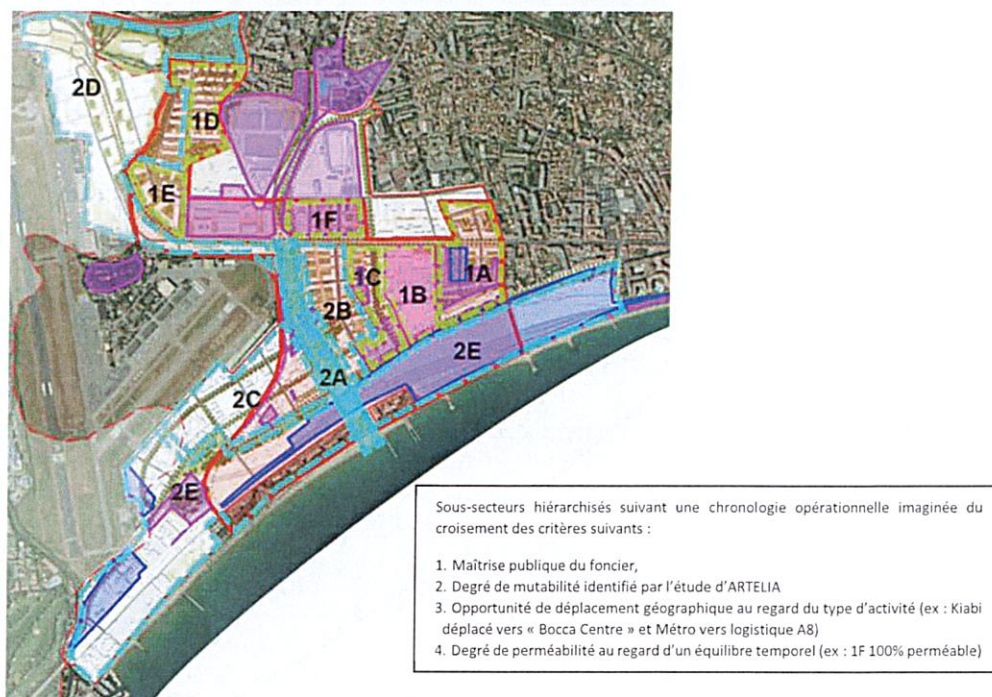 2D
1D
1E
1F
1C
1A
1B
2B
2E
2A
2C
2E
Sous-secteurs hiérarchisés suivant une chronologie opérationnelle imaginée du
croisement des critères suivants :
1. Maîtrise publique du foncier,
2. Degré de mutabilité identifié par l'étude d'ARTELIA
3. Opportunité de déplacement géographique au regard du type d'activité (ex : Kiabi
déplacé vers « Bocca Centre » et Métro vers logistique A8)
4. Degré de perméabilité au regard d'un équilibre temporel (ex : 1F 100% perméable)